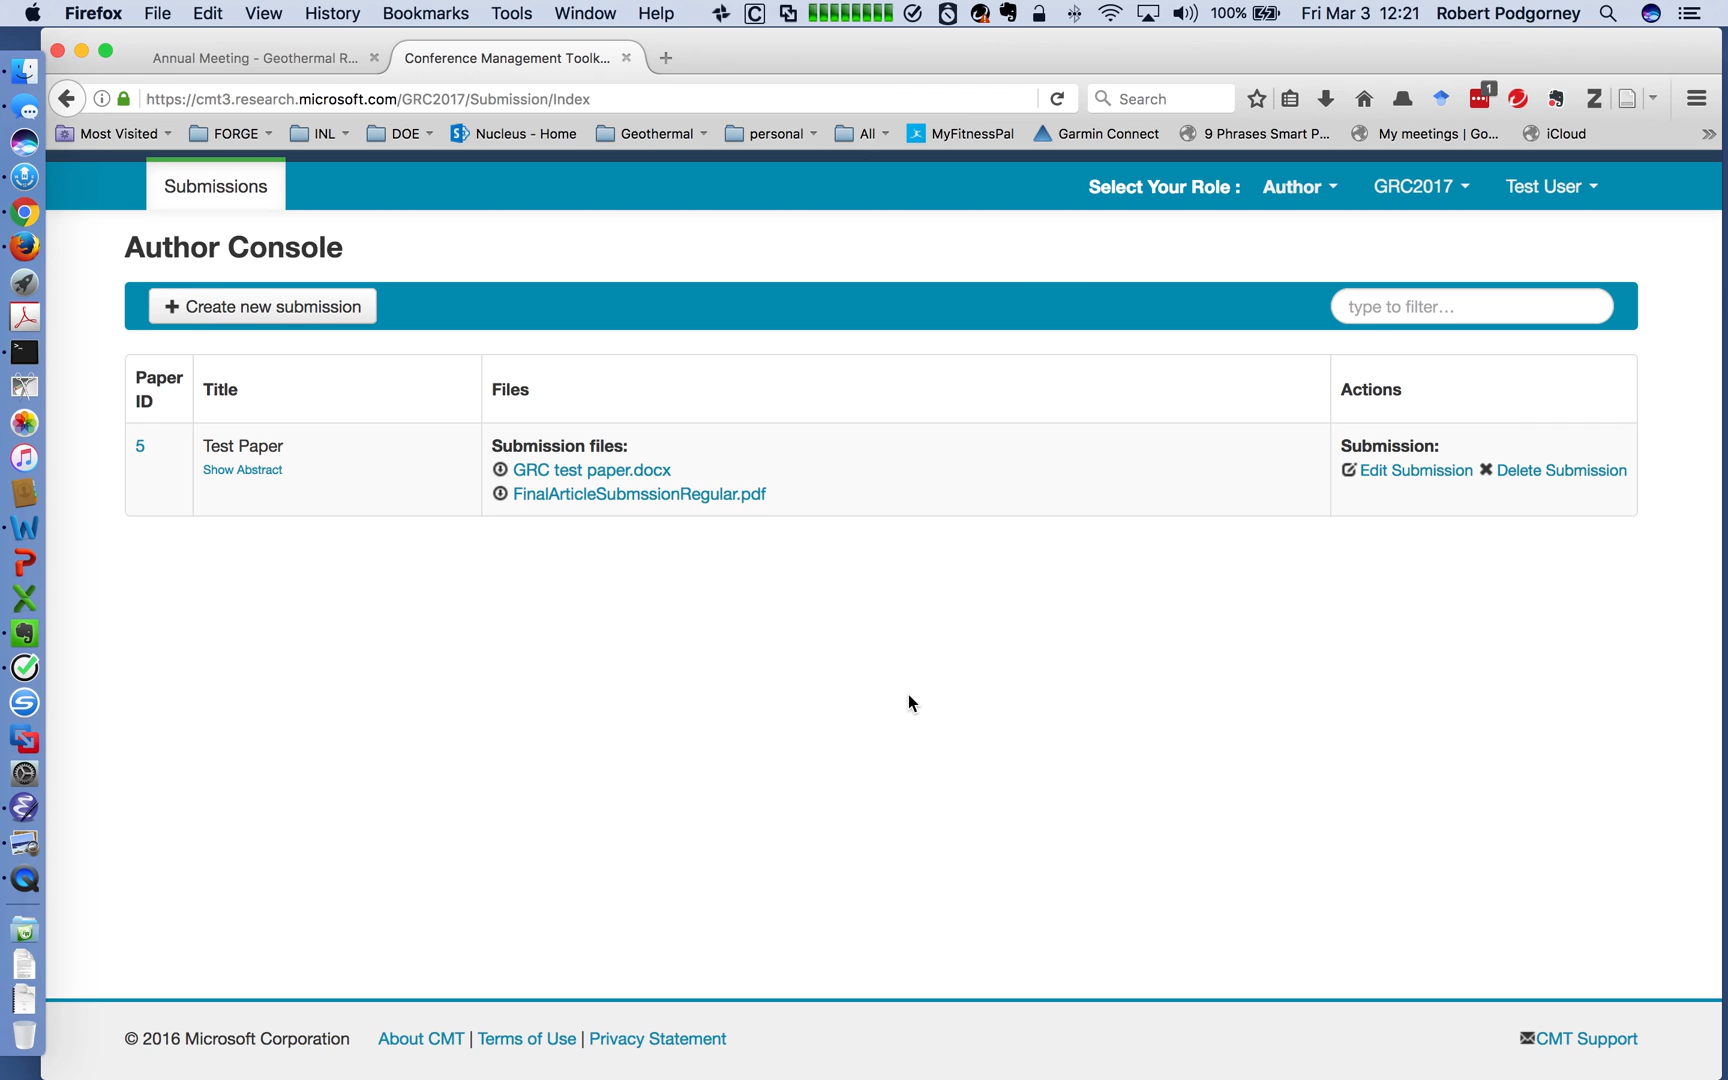 Firefox File Edit View History Bookmarks Tools Window Help 100% Fri Mar 3 12:21 Robert Podgorney
Annual Meeting - Geothermal R... Conference Management Toolk...
https://cmt3.research.microsoft.com/GRC2017/Submission/Index Search 1
Most Visited FORGE INL DOE Nucleus - Home Geothermal personal All MyFitnessPal Garmin Connect 9 Phrases Smart P... My meetings | Go... iCloud
Submissions Select Your Role : Author GRC2017 Test User
Author Console
Create new submission type to filter...
Paper ID Title Files Actions
5 Test Paper Submission files: Submission:
Show Abstract GRC test paper.docx Edit Submission Delete Submission
FinalArticleSubmssionRegular.pdf
© 2016 Microsoft Corporation About CMT | Terms of Use | Privacy Statement CMT Support